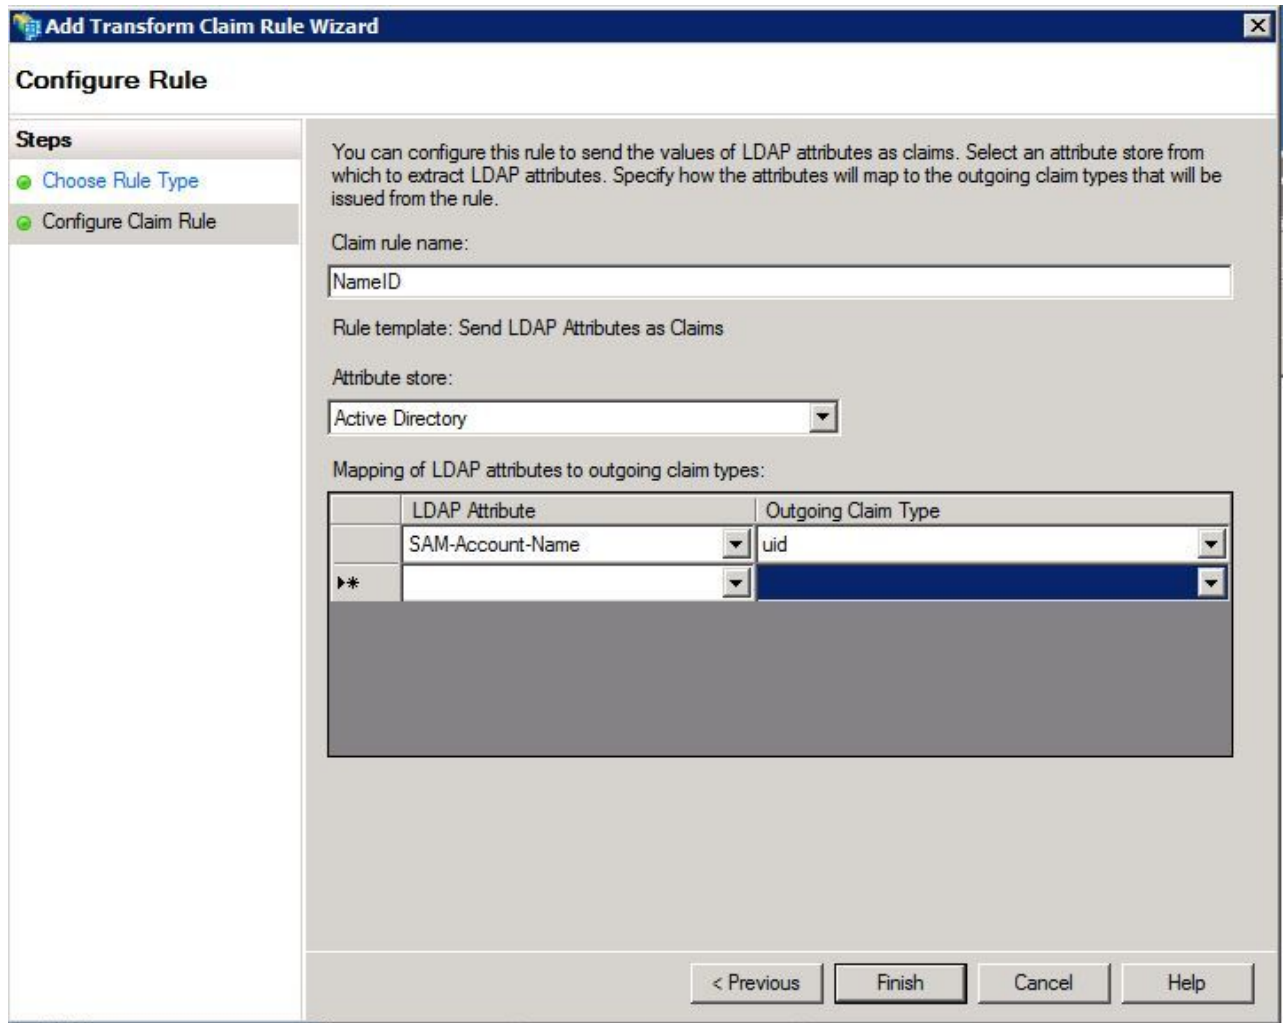 Add Transform Claim Rule Wizard
Configure Rule
Steps
Choose Rule Type
Configure Claim Rule
You can configure this rule to send the values of LDAP attributes as claims. Select an attribute store from
which to extract LDAP attributes. Specify how the attributes will map to the outgoing claim types that will be
issued from the rule.
Claim rule name:
NameID
Rule template: Send LDAP Attributes as Claims
Attribute store:
Active Directory
Mapping of LDAP attributes to outgoing claim types:
LDAP Attribute Outgoing Claim Type
SAM-Account-Name uid
< Previous Finish Cancel Help